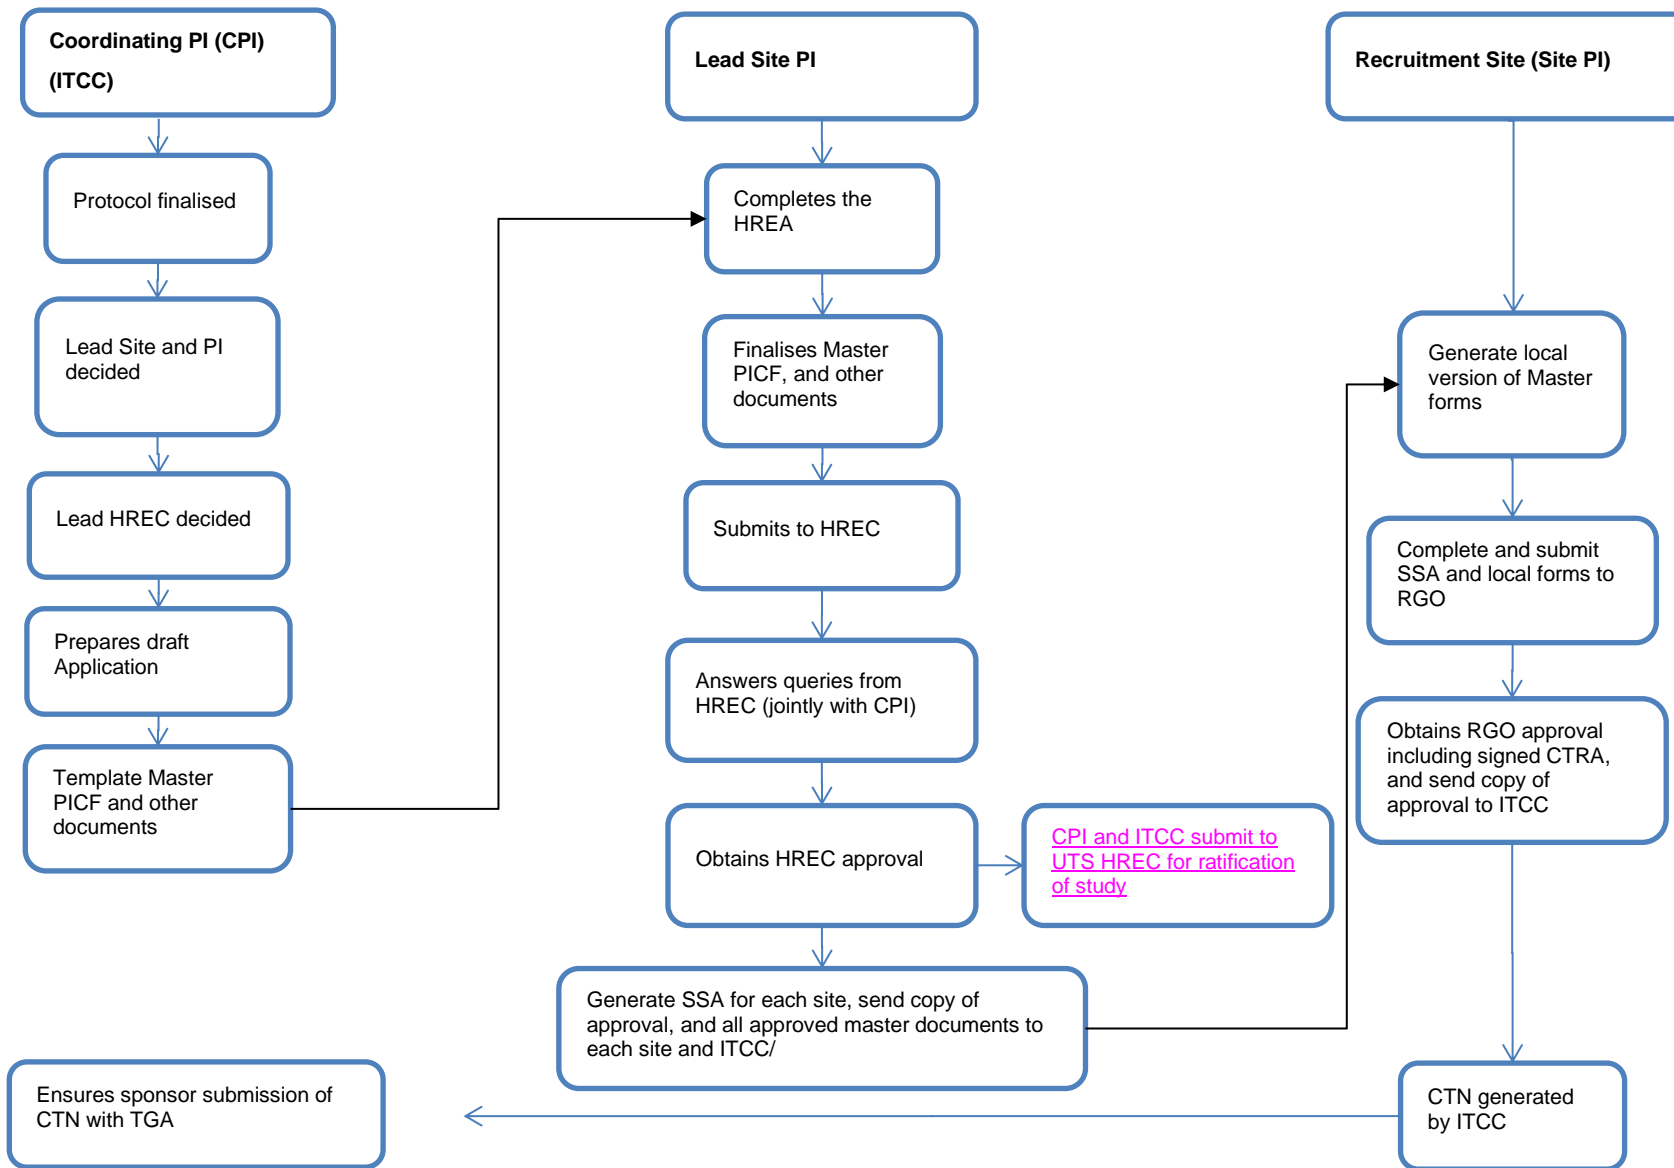 Coordinating PI (CPI)
(ITCC)
Protocol finalised
Lead Site and PI
decided
Lead HREC decided
Prepares draft
Application
Template Master
PICF and other
documents
Ensures sponsor submission of
CTN with TGA
Lead Site PI
Completes the
HREA
Finalises Master
PICF, and other
documents
Submits to HREC
Answers queries from
HREC (jointly with CPI)
Obtains HREC approval
CPI and ITCC submit to
UTS HREC for ratification
of study
Generate SSA for each site, send copy of
approval, and all approved master documents to
each site and ITCC/
Recruitment Site (Site PI)
Generate local
version of Master
forms
Complete and submit
SSA and local forms to
RGO
Obtains RGO approval
including signed CTRA,
and send copy of
approval to ITCC
CTN generated
by ITCC